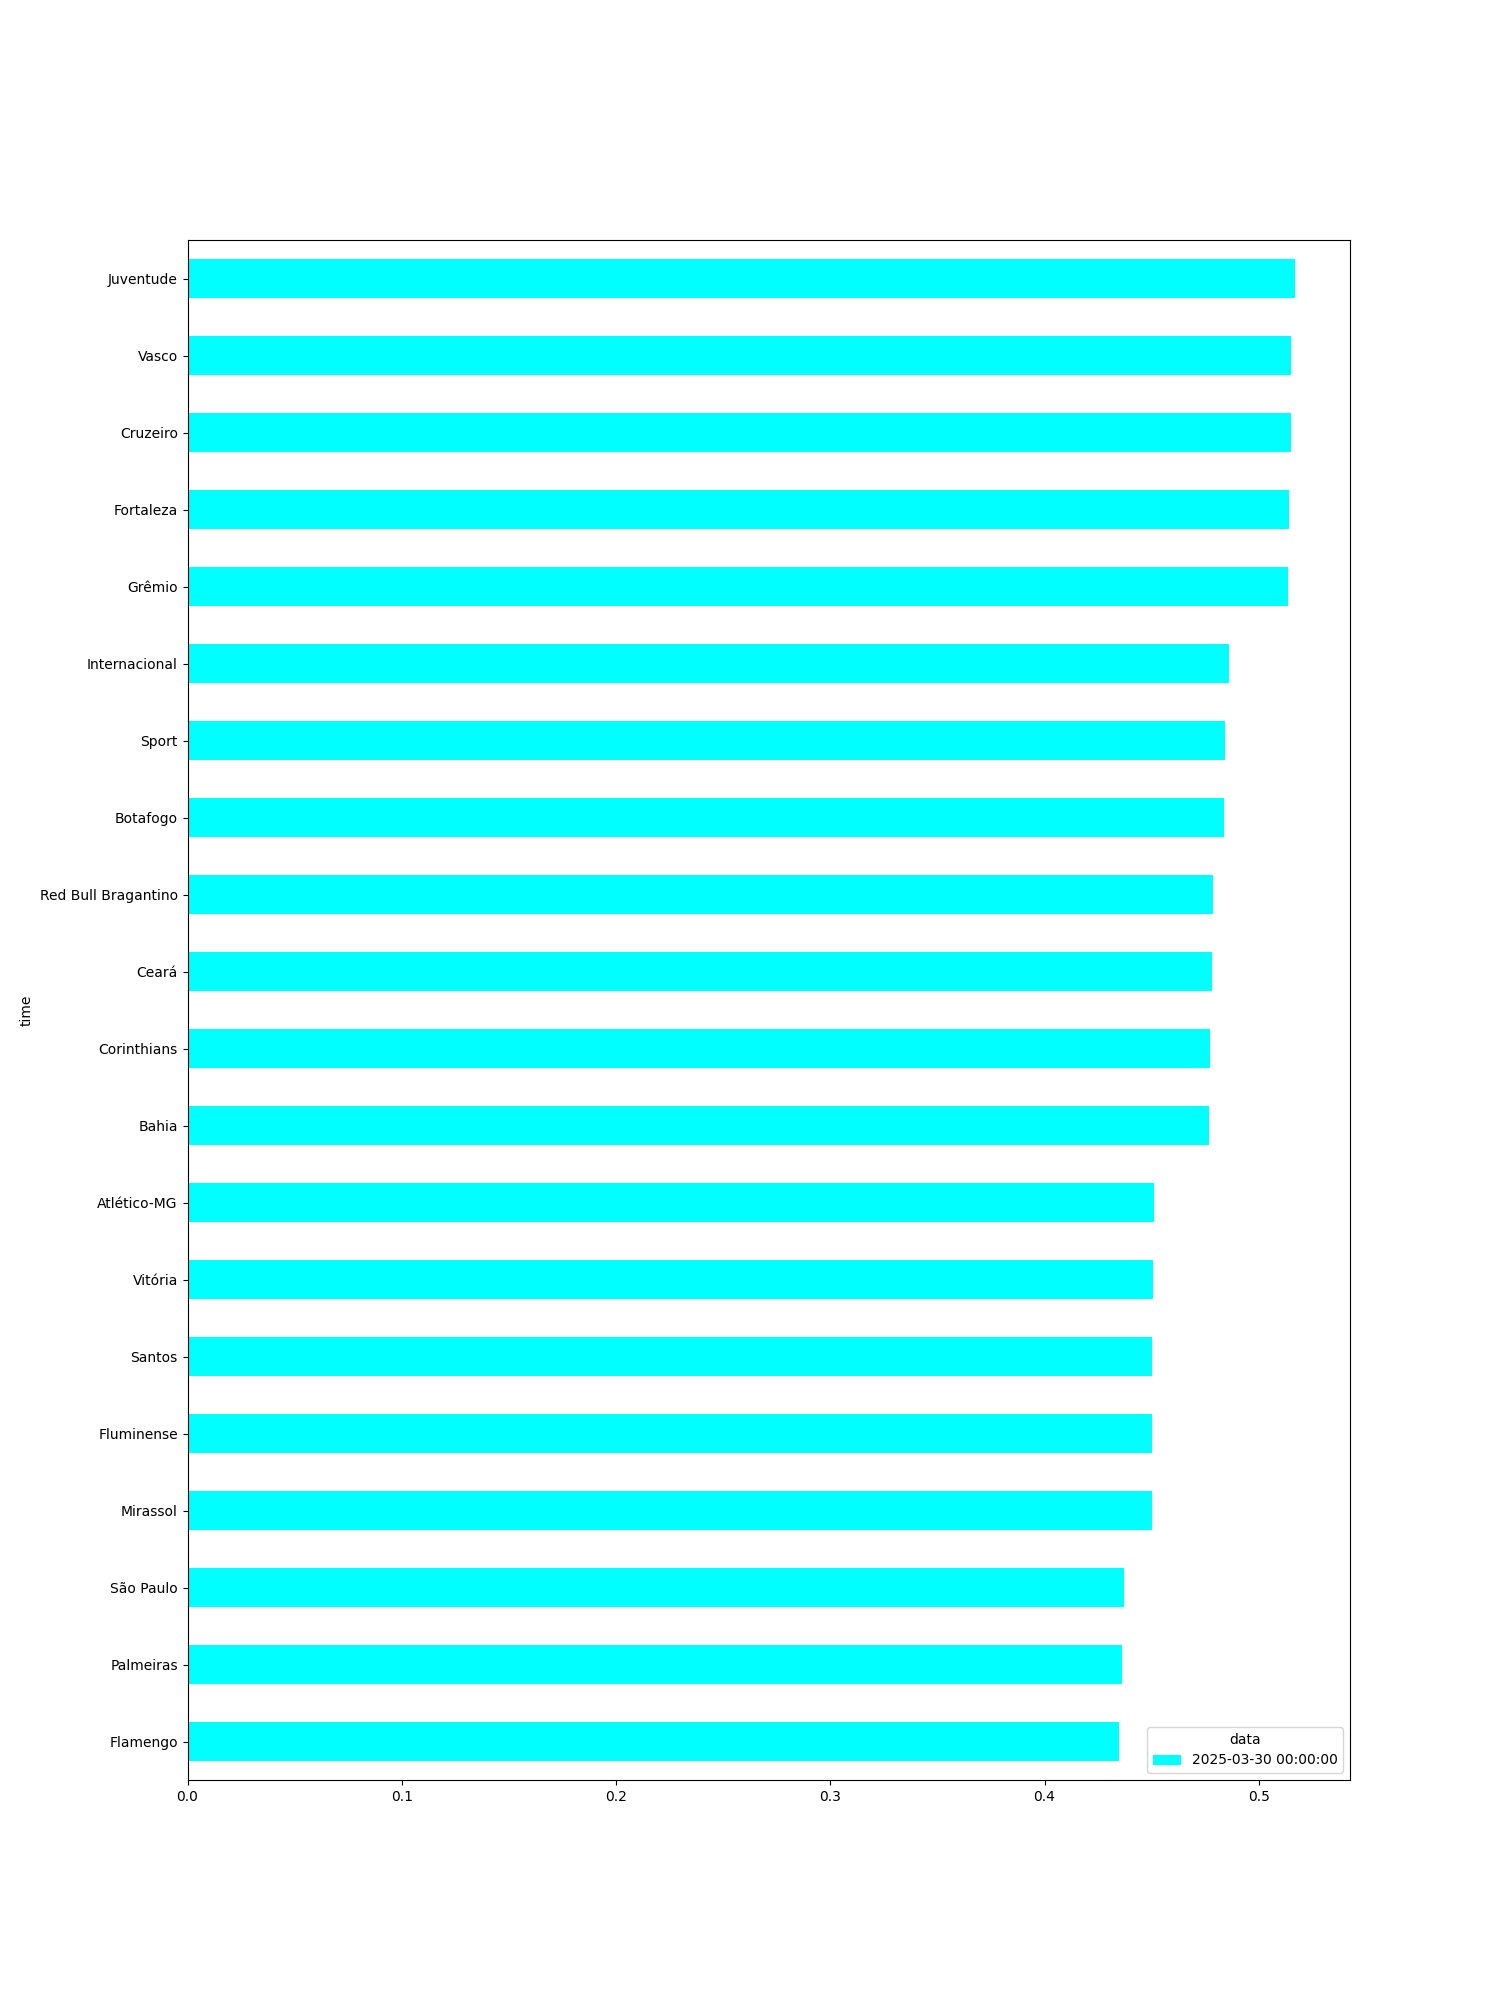 Juventude
Vasco
Cruzeiro
Fortaleza
Grêmio
Internacional
Sport
Botafogo
Red Bull Bragantino
Ceará
time
Corinthians
Bahia
Atlético-MG
Vitória
Santos
Fluminense
Mirassol
São Paulo
Palmeiras
Flamengo
data
2025-03-30 00:00:00
0.0 0.1 0.2 0.3 0.4 0.5